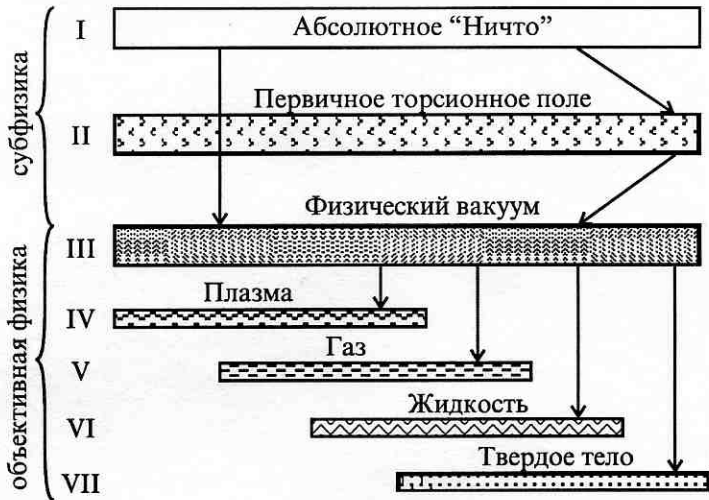 I
Абсолютное “Ничто”
субфизика
Первичное торсионное поле
II
Физический вакуум
III
объективная физика
Плазма
IV
Газ
V
Жидкость
VI
Твердое тело
VII